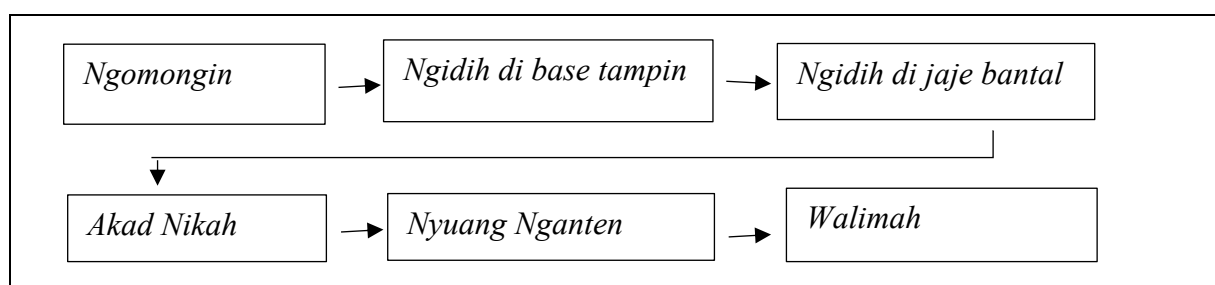 Ngomongin
Ngidih di base tampin
Ngidih di jaje bantal
Akad Nikah
Nyuang Nganten
Walimah